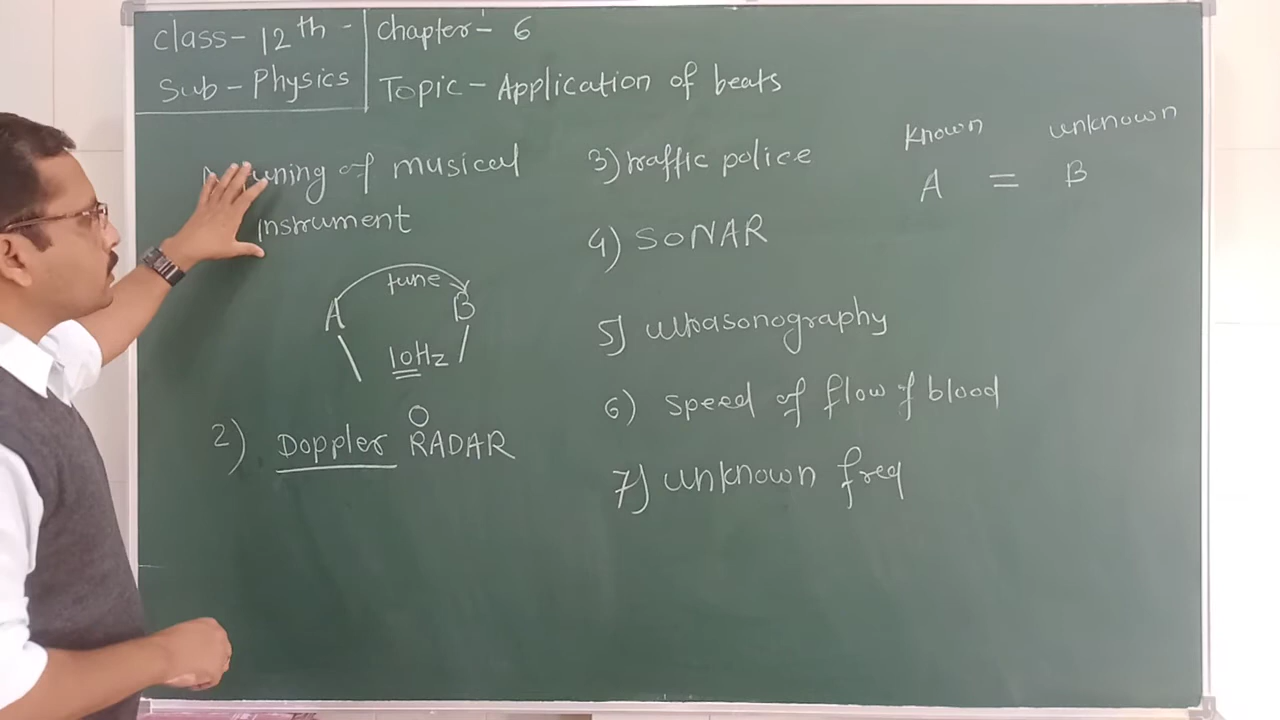 Class- 12th -
Sub - Physics
Chapter- 6
Topic - Application of beats
tuning of musical
instrument
tune
A B
10Hz
2) Doppler RADAR
3) traffic police
4) SONAR
5) ultrasonography
6) speed of flow of blood
7) unknown freq
known unknown
A = B